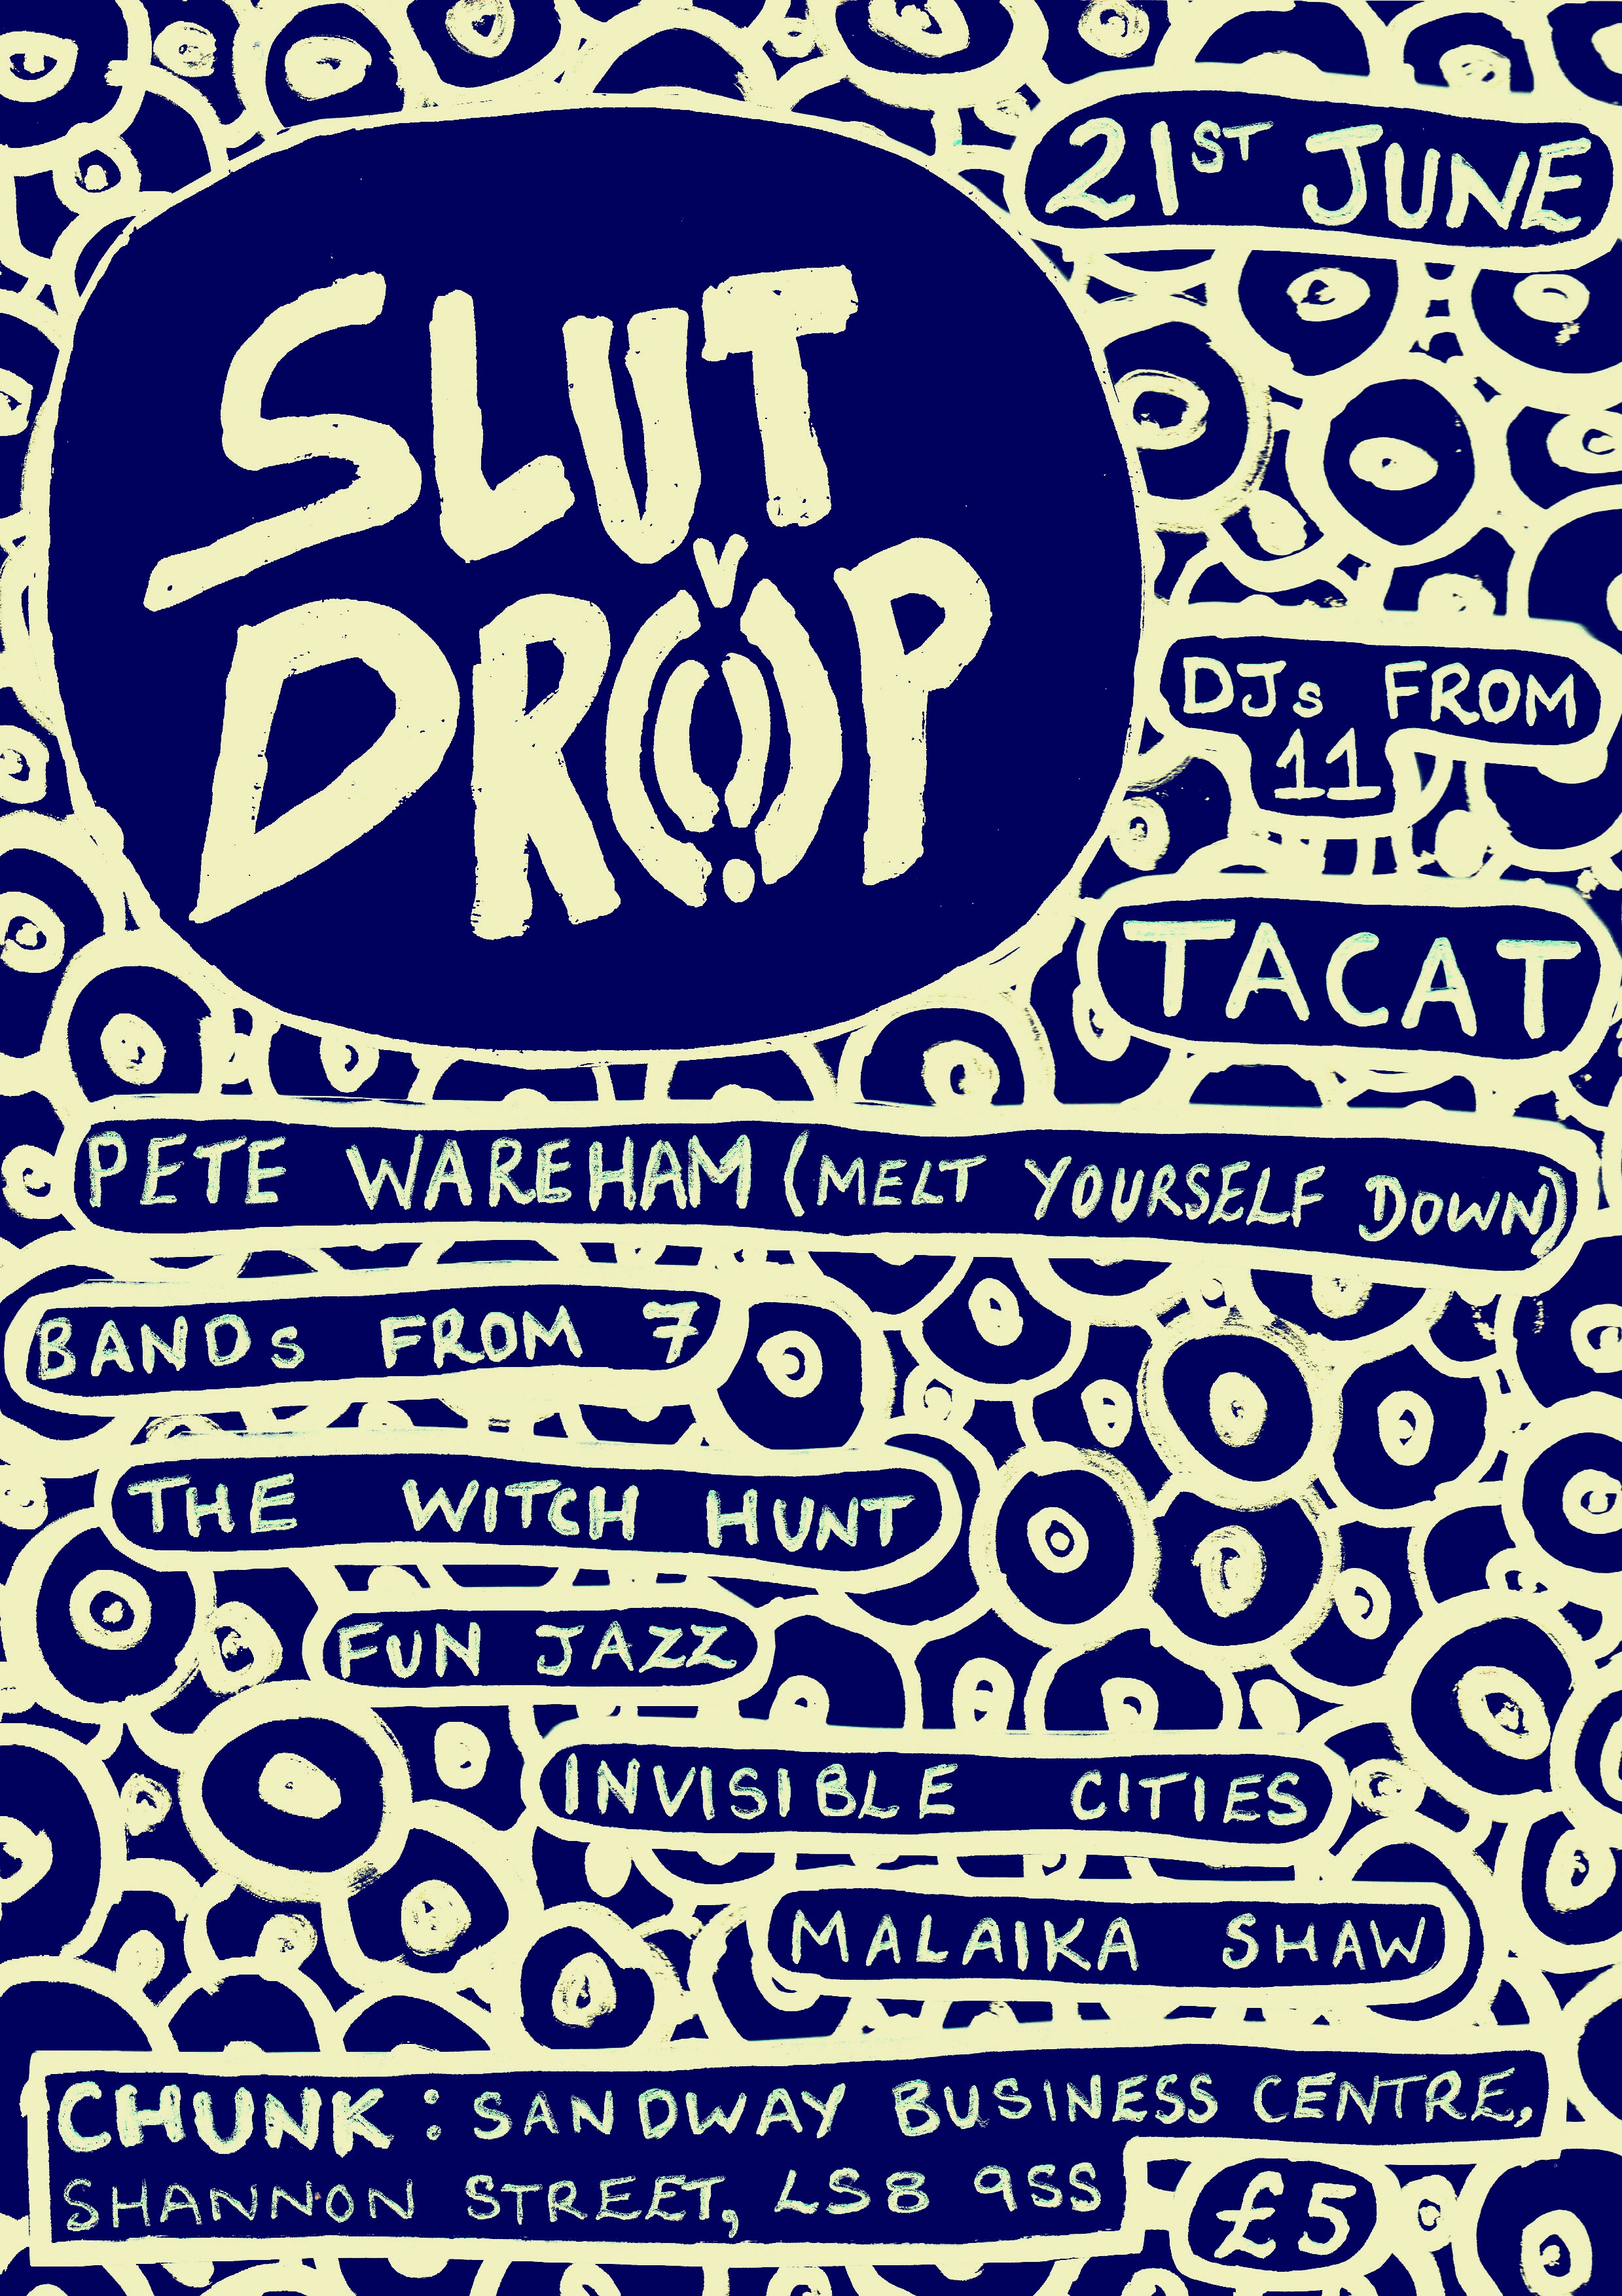 21ST JUNE
SLUT
DROP
DJs FROM
11
TACAT
PETE WAREHAM (MELT YOURSELF DOWN)
BANDs FROM 7
THE WITCH HUNT
FUN JAZZ
INVISIBLE CITIES
MALAIKA SHAW
CHUNK: SANDWAY BUSINESS CENTRE,
SHANNON STREET, LS8 9SS
£5